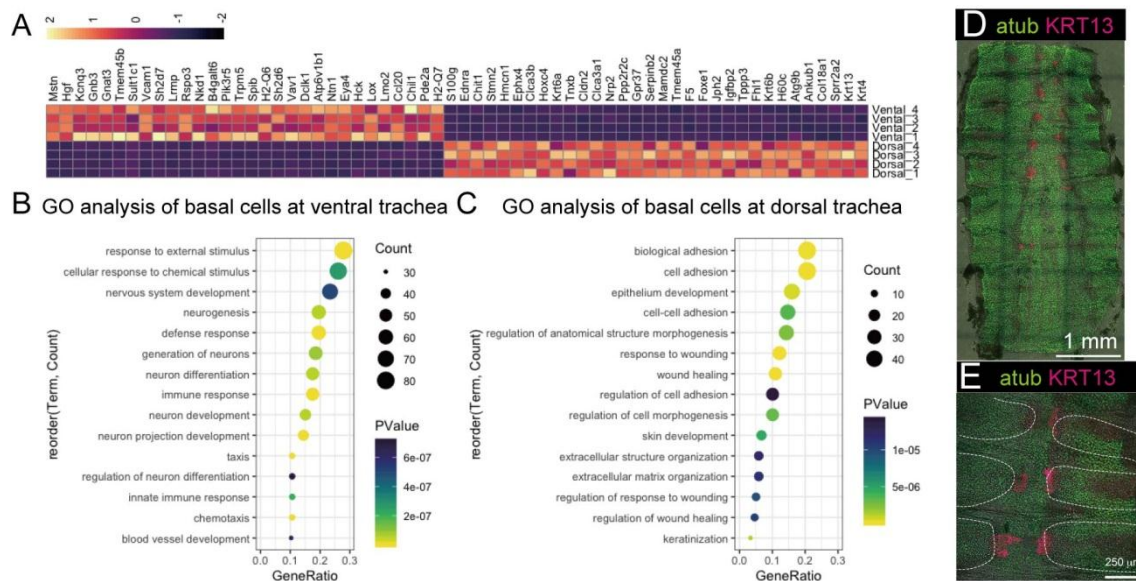 A
2
1
0
-1
-2
Mstn
Hgf
Kcnq3
Gnb3
Gnat3
Tmem45b
Sult1c1
Vcam1
Sh2d7
Lrmp
Rspo3
Nkd1
B4galt6
Pik3r5
Trpm5
Spib
H2-Q6
Sh2d6
Vav1
Dclk1
Atp6v1b1
Ntn1
Eya4
Hck
Lox
Lmo2
Ccl20
Chil1
Pde2a
H2-Q7
S100g
Ednra
Chit1
Stmn2
Hmcn1
Ephx4
Clca3b
Hoxc4
Krt6a
Tnxb
Cldn2
Clca3a1
Nrp2
Ppp2r2c
Gpr37
Serpinb2
Mamdc2
Tmem45a
F5
Foxe1
Jph2
Igfbp2
Tppp3
Fhl1
Krt6b
H60c
Atg9b
Ankub1
Col18a1
Sprr2a2
Krt13
Krt4
Vental_4
Vental_3
Vental_2
Vental_1
Dorsal_4
Dorsal_3
Dorsal_2
Dorsal_1
B GO analysis of basal cells at ventral trachea
reorder(Term, Count)
response to external stimulus
cellular response to chemical stimulus
nervous system development
neurogenesis
defense response
generation of neurons
neuron differentiation
immune response
neuron development
neuron projection development
taxis
regulation of neuron differentiation
innate immune response
chemotaxis
blood vessel development
0.0 0.1 0.2 0.3
GeneRatio
Count
30
40
50
60
70
80
PValue
6e-07
4e-07
2e-07
C GO analysis of basal cells at dorsal trachea
reorder(Term, Count)
biological adhesion
cell adhesion
epithelium development
cell-cell adhesion
regulation of anatomical structure morphogenesis
response to wounding
wound healing
regulation of cell adhesion
regulation of cell morphogenesis
skin development
extracellular structure organization
extracellular matrix organization
regulation of response to wounding
regulation of wound healing
keratinization
0.0 0.1 0.2 0.3
GeneRatio
Count
10
20
30
40
PValue
1e-05
5e-06
D atub KRT13
1 mm
E atub KRT13
250 μm